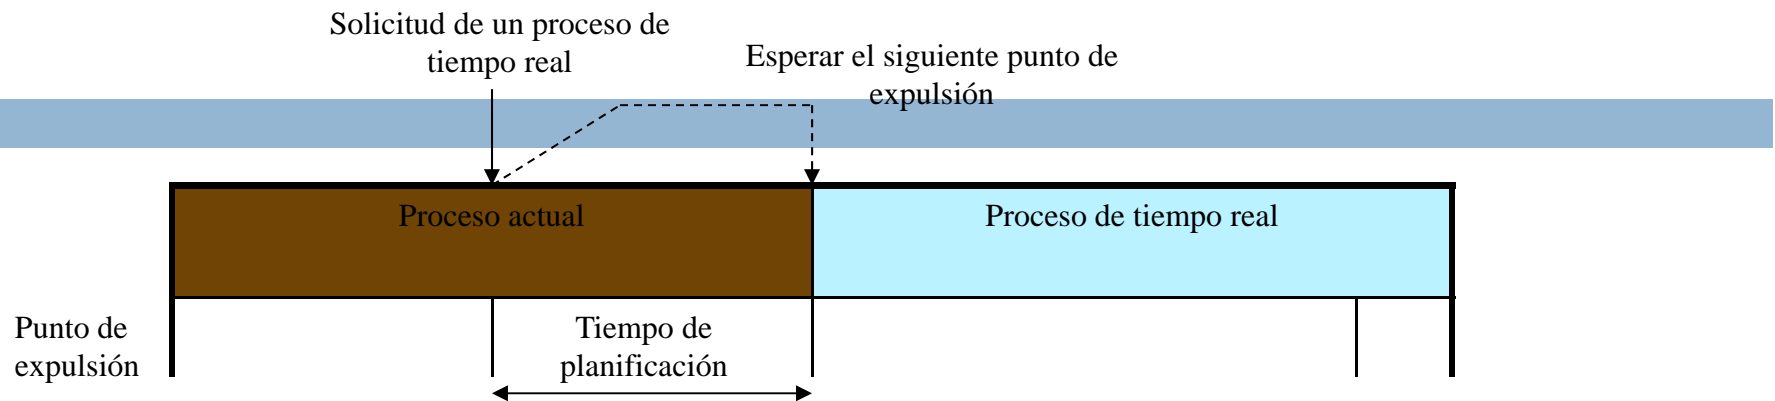 Solicitud de un proceso de
tiempo real
Esperar el siguiente punto de
expulsión
Proceso actual
Proceso de tiempo real
Punto de
expulsión
Tiempo de
planificación